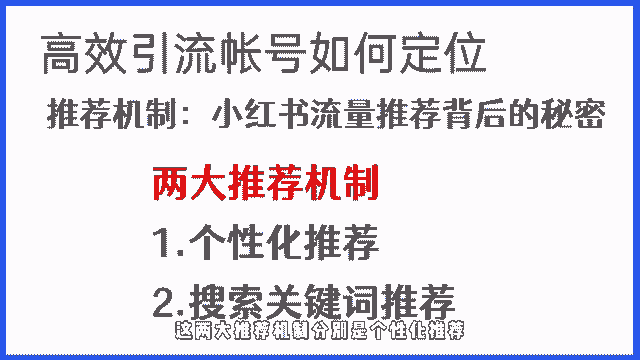 高效引流帐号如何定位
推荐机制：小红书流量推荐背后的秘密
两大推荐机制
1.个性化推荐
2.搜索关键词推荐
这两大推荐机制分别是个性化推荐